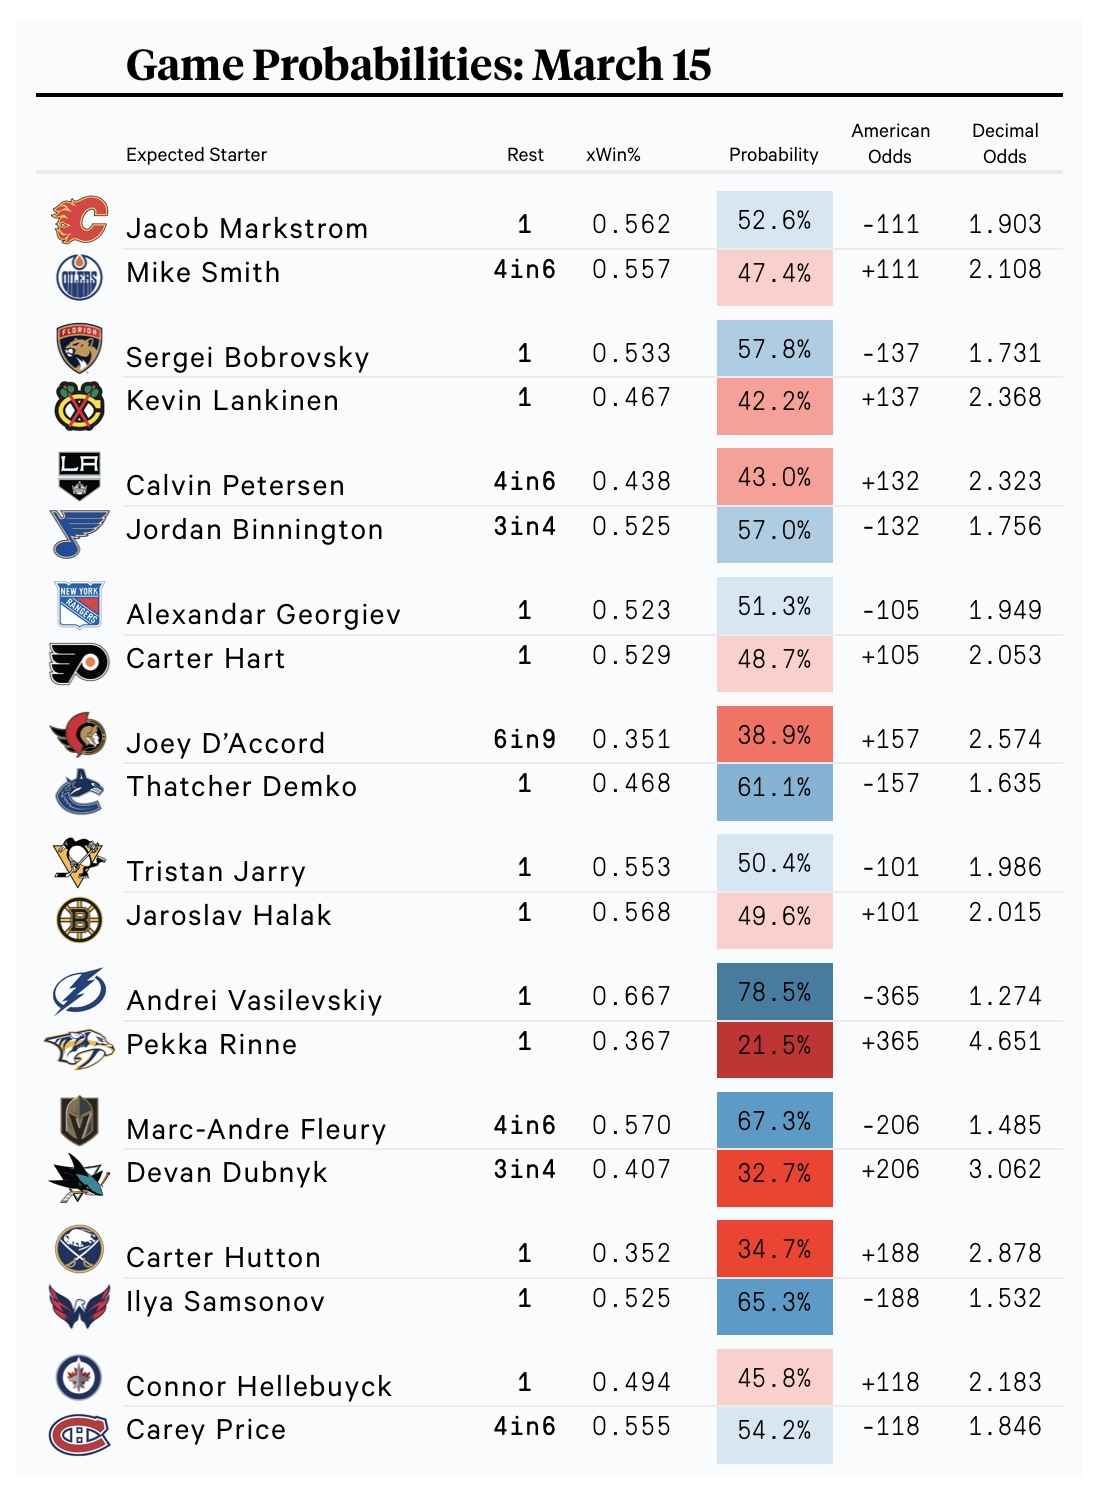 Game Probabilities: March 15
Expected Starter Rest xWin% Probability American Odds Decimal Odds
Jacob Markstrom 1 0.562 52.6% -111 1.903
OILERS
Mike Smith 4in6 0.557 47.4% +111 2.108
FLORIDA
Sergei Bobrovsky 1 0.533 57.8% -137 1.731
Kevin Lankinen 1 0.467 42.2% +137 2.368
LA
Calvin Petersen 4in6 0.438 43.0% +132 2.323
Jordan Binnington 3in4 0.525 57.0% -132 1.756
NEW YORK
RANGERS
Alexandar Georgiev 1 0.523 51.3% -105 1.949
Carter Hart 1 0.529 48.7% +105 2.053
Joey D’Accord 6in9 0.351 38.9% +157 2.574
Thatcher Demko 1 0.468 61.1% -157 1.635
Tristan Jarry 1 0.553 50.4% -101 1.986
B
Jaroslav Halak 1 0.568 49.6% +101 2.015
Andrei Vasilevskiy 1 0.667 78.5% -365 1.274
Pekka Rinne 1 0.367 21.5% +365 4.651
Marc-Andre Fleury 4in6 0.570 67.3% -206 1.485
Devan Dubnyk 3in4 0.407 32.7% +206 3.062
Carter Hutton 1 0.352 34.7% +188 2.878
Ilya Samsonov 1 0.525 65.3% -188 1.532
Connor Hellebuyck 1 0.494 45.8% +118 2.183
Carey Price 4in6 0.555 54.2% -118 1.846